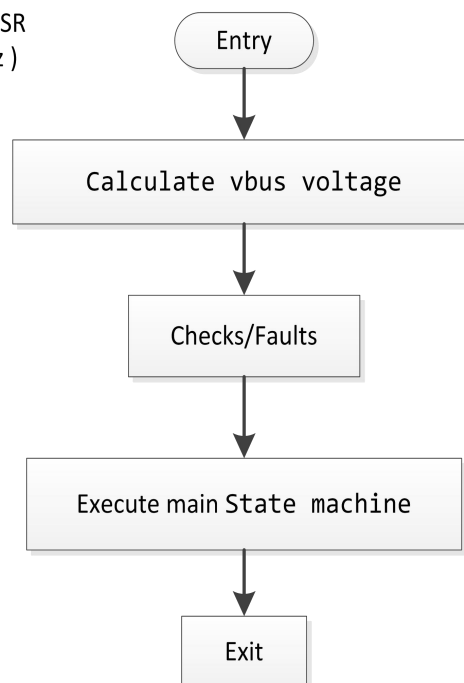 SR
z )
Entry
Calculate vbus voltage
Checks/Faults
Execute main State machine
Exit